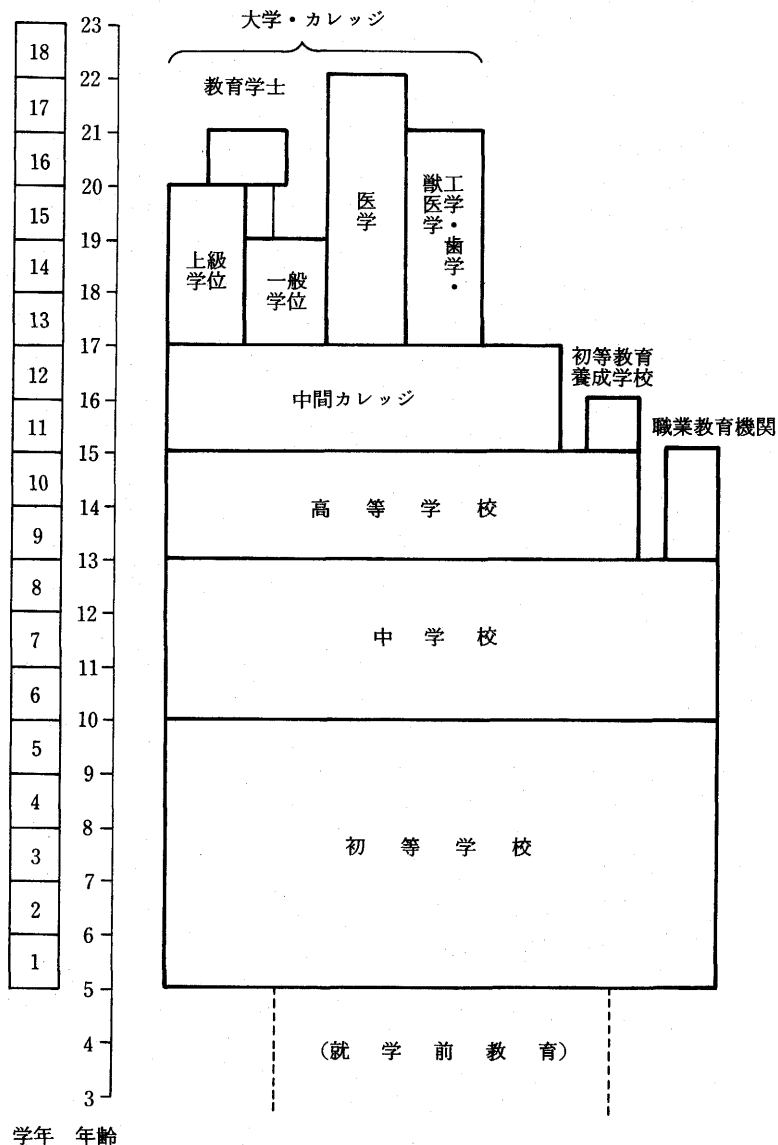 大学・カレッジ
教育学士
医学
工学・歯学・
獣医学
上級
学位
一般
学位
中間カレッジ
初等教育
養成学校
職業教育機関
高等学校
中学校
初等学校
(就学前教育)
18
17
16
15
14
13
12
11
10
9
8
7
6
5
4
3
2
1
学年
23
22
21
20
19
18
17
16
15
14
13
12
11
10
9
8
7
6
5
4
3
年齢